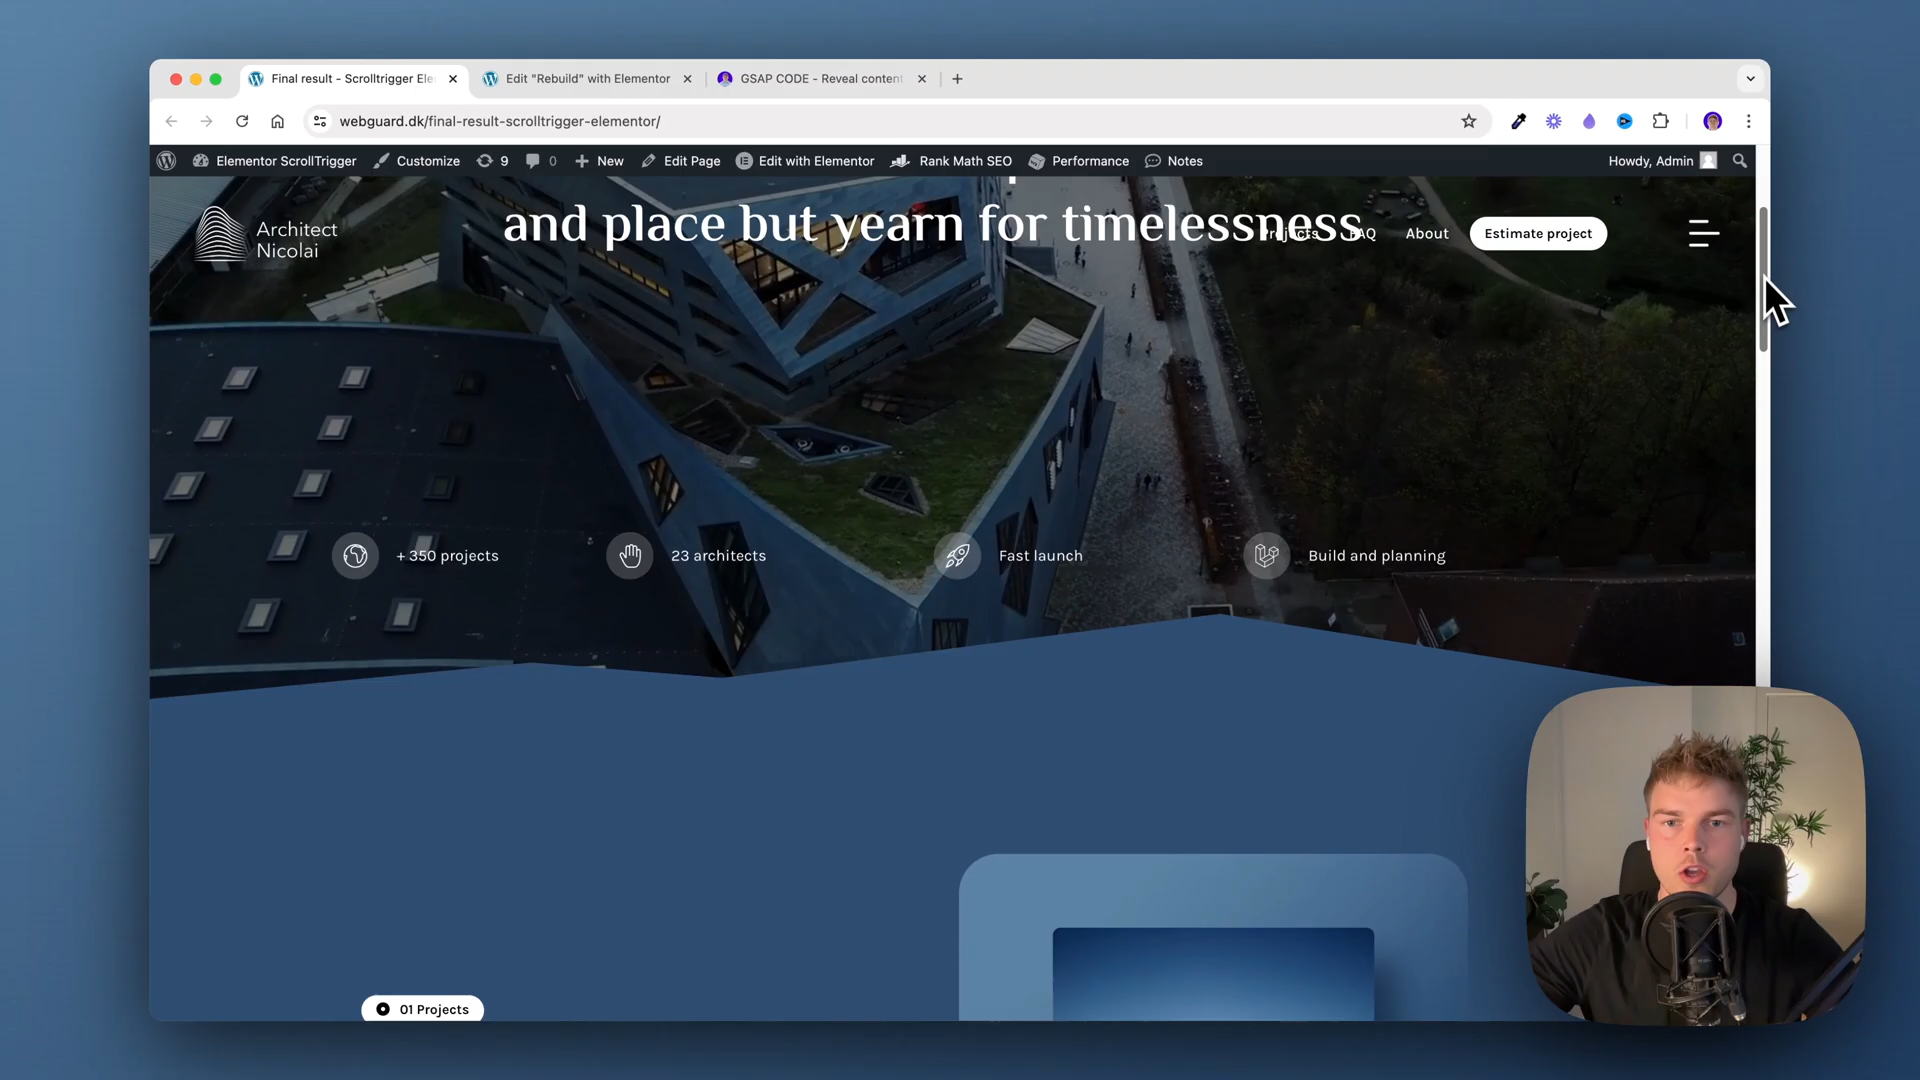 Final result - Scrolltrigger Ele
Edit "Rebuild" with Elementor
GSAP CODE - Reveal content
webguard.dk/final-result-scrolltrigger-elementor/
Elementor ScrollTrigger
Customize
9
0
New
Edit Page
Edit with Elementor
Rank Math SEO
Performance
Notes
Howdy, Admin
Architect
Nicolai
and place but yearn for timelessness
Projects
FAQ
About
Estimate project
+ 350 projects
23 architects
Fast launch
Build and planning
01 Projects